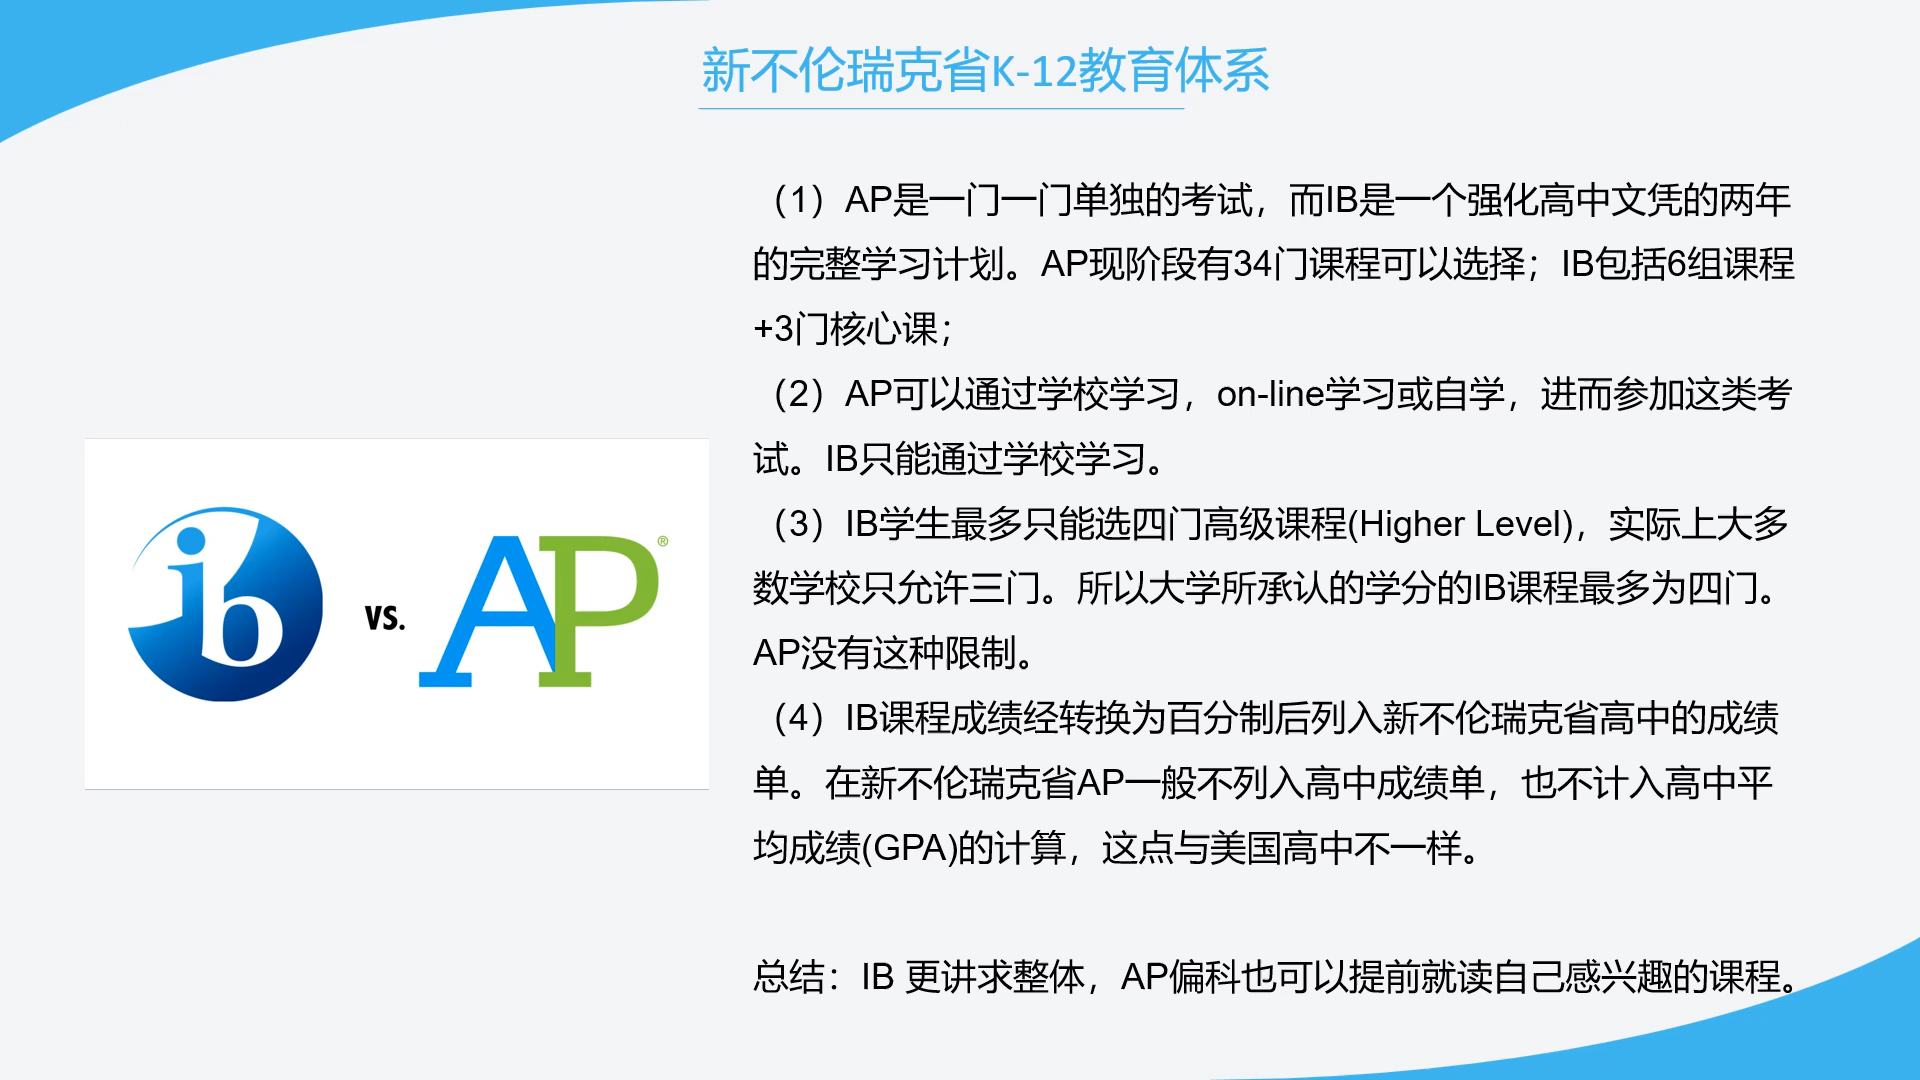 新不伦瑞克省K-12教育体系
（1）AP是一门一门单独的考试，而IB是一个强化高中文凭的两年
的完整学习计划。AP现阶段有34门课程可以选择；IB包括6组课程
+3门核心课；
（2）AP可以通过学校学习，on-line学习或自学，进而参加这类考
试。IB只能通过学校学习。
（3）IB学生最多只能选四门高级课程(Higher Level)，实际上大多
数学校只允许三门。所以大学所承认的学分的IB课程最多为四门。
AP没有这种限制。
（4）IB课程成绩经转换为百分制后列入新不伦瑞克省高中的成绩
单。在新不伦瑞克省AP一般不列入高中成绩单，也不计入高中平
均成绩(GPA)的计算，这点与美国高中不一样。
总结：IB 更讲求整体，AP偏科也可以提前就读自己感兴趣的课程。
ib vs. AP®